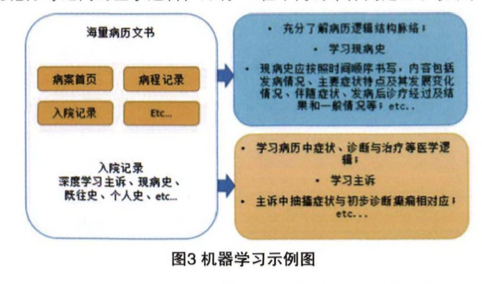 海量病历文书
病案首页
病程记录
入院记录
Etc...
入院记录
深度学习主诉、现病史、
既往史、个人史、etc...
• 充分了解病历逻辑结构脉络；
• 学习现病史
• 现病史应按照时间顺序书写，内容包括
发病情况、主要症状特点及其发展变化
情况、伴随症状、发病后诊疗经过及结
果和一般情况等；etc..
• 学习病历中症状、诊断与治疗等医学逻
辑；
• 学习主诉
• 主诉中抽搐症状与初步诊断癫痫相对应；
etc...
图3 机器学习示例图